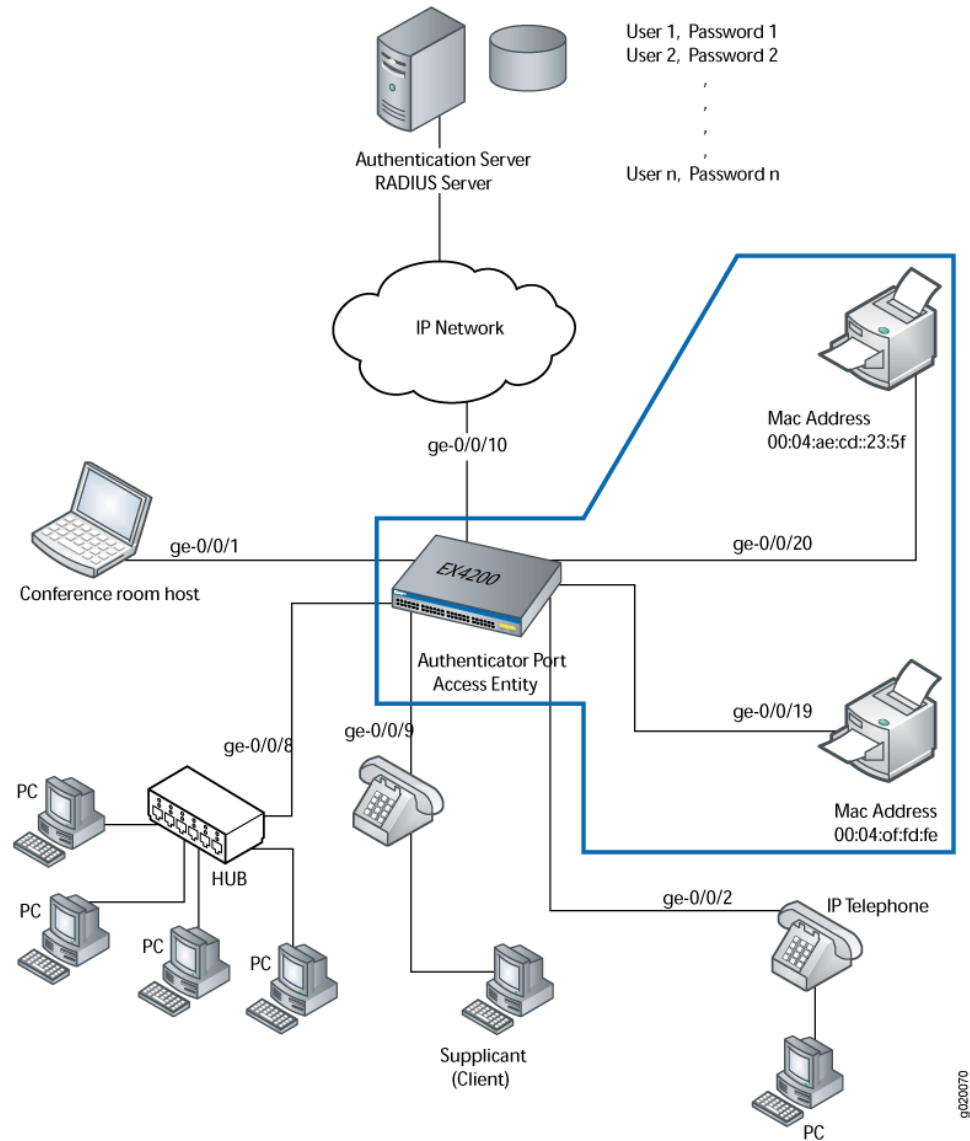 User 1, Password 1
User 2, Password 2
,
,
,
,
User n, Password n
Authentication Server
RADIUS Server
IP Network
ge-0/0/10
Mac Address
00:04:ae:cd::23:5f
ge-0/0/1
ge-0/0/20
EX4200
Conference room host
Authenticator Port
Access Entity
ge-0/0/19
ge-0/0/9
ge-0/0/8
PC
Mac Address
00:04:of:fd:fe
HUB
ge-0/0/2
IP Telephone
PC
PC
PC
Supplicant
(Client)
PC
g020070